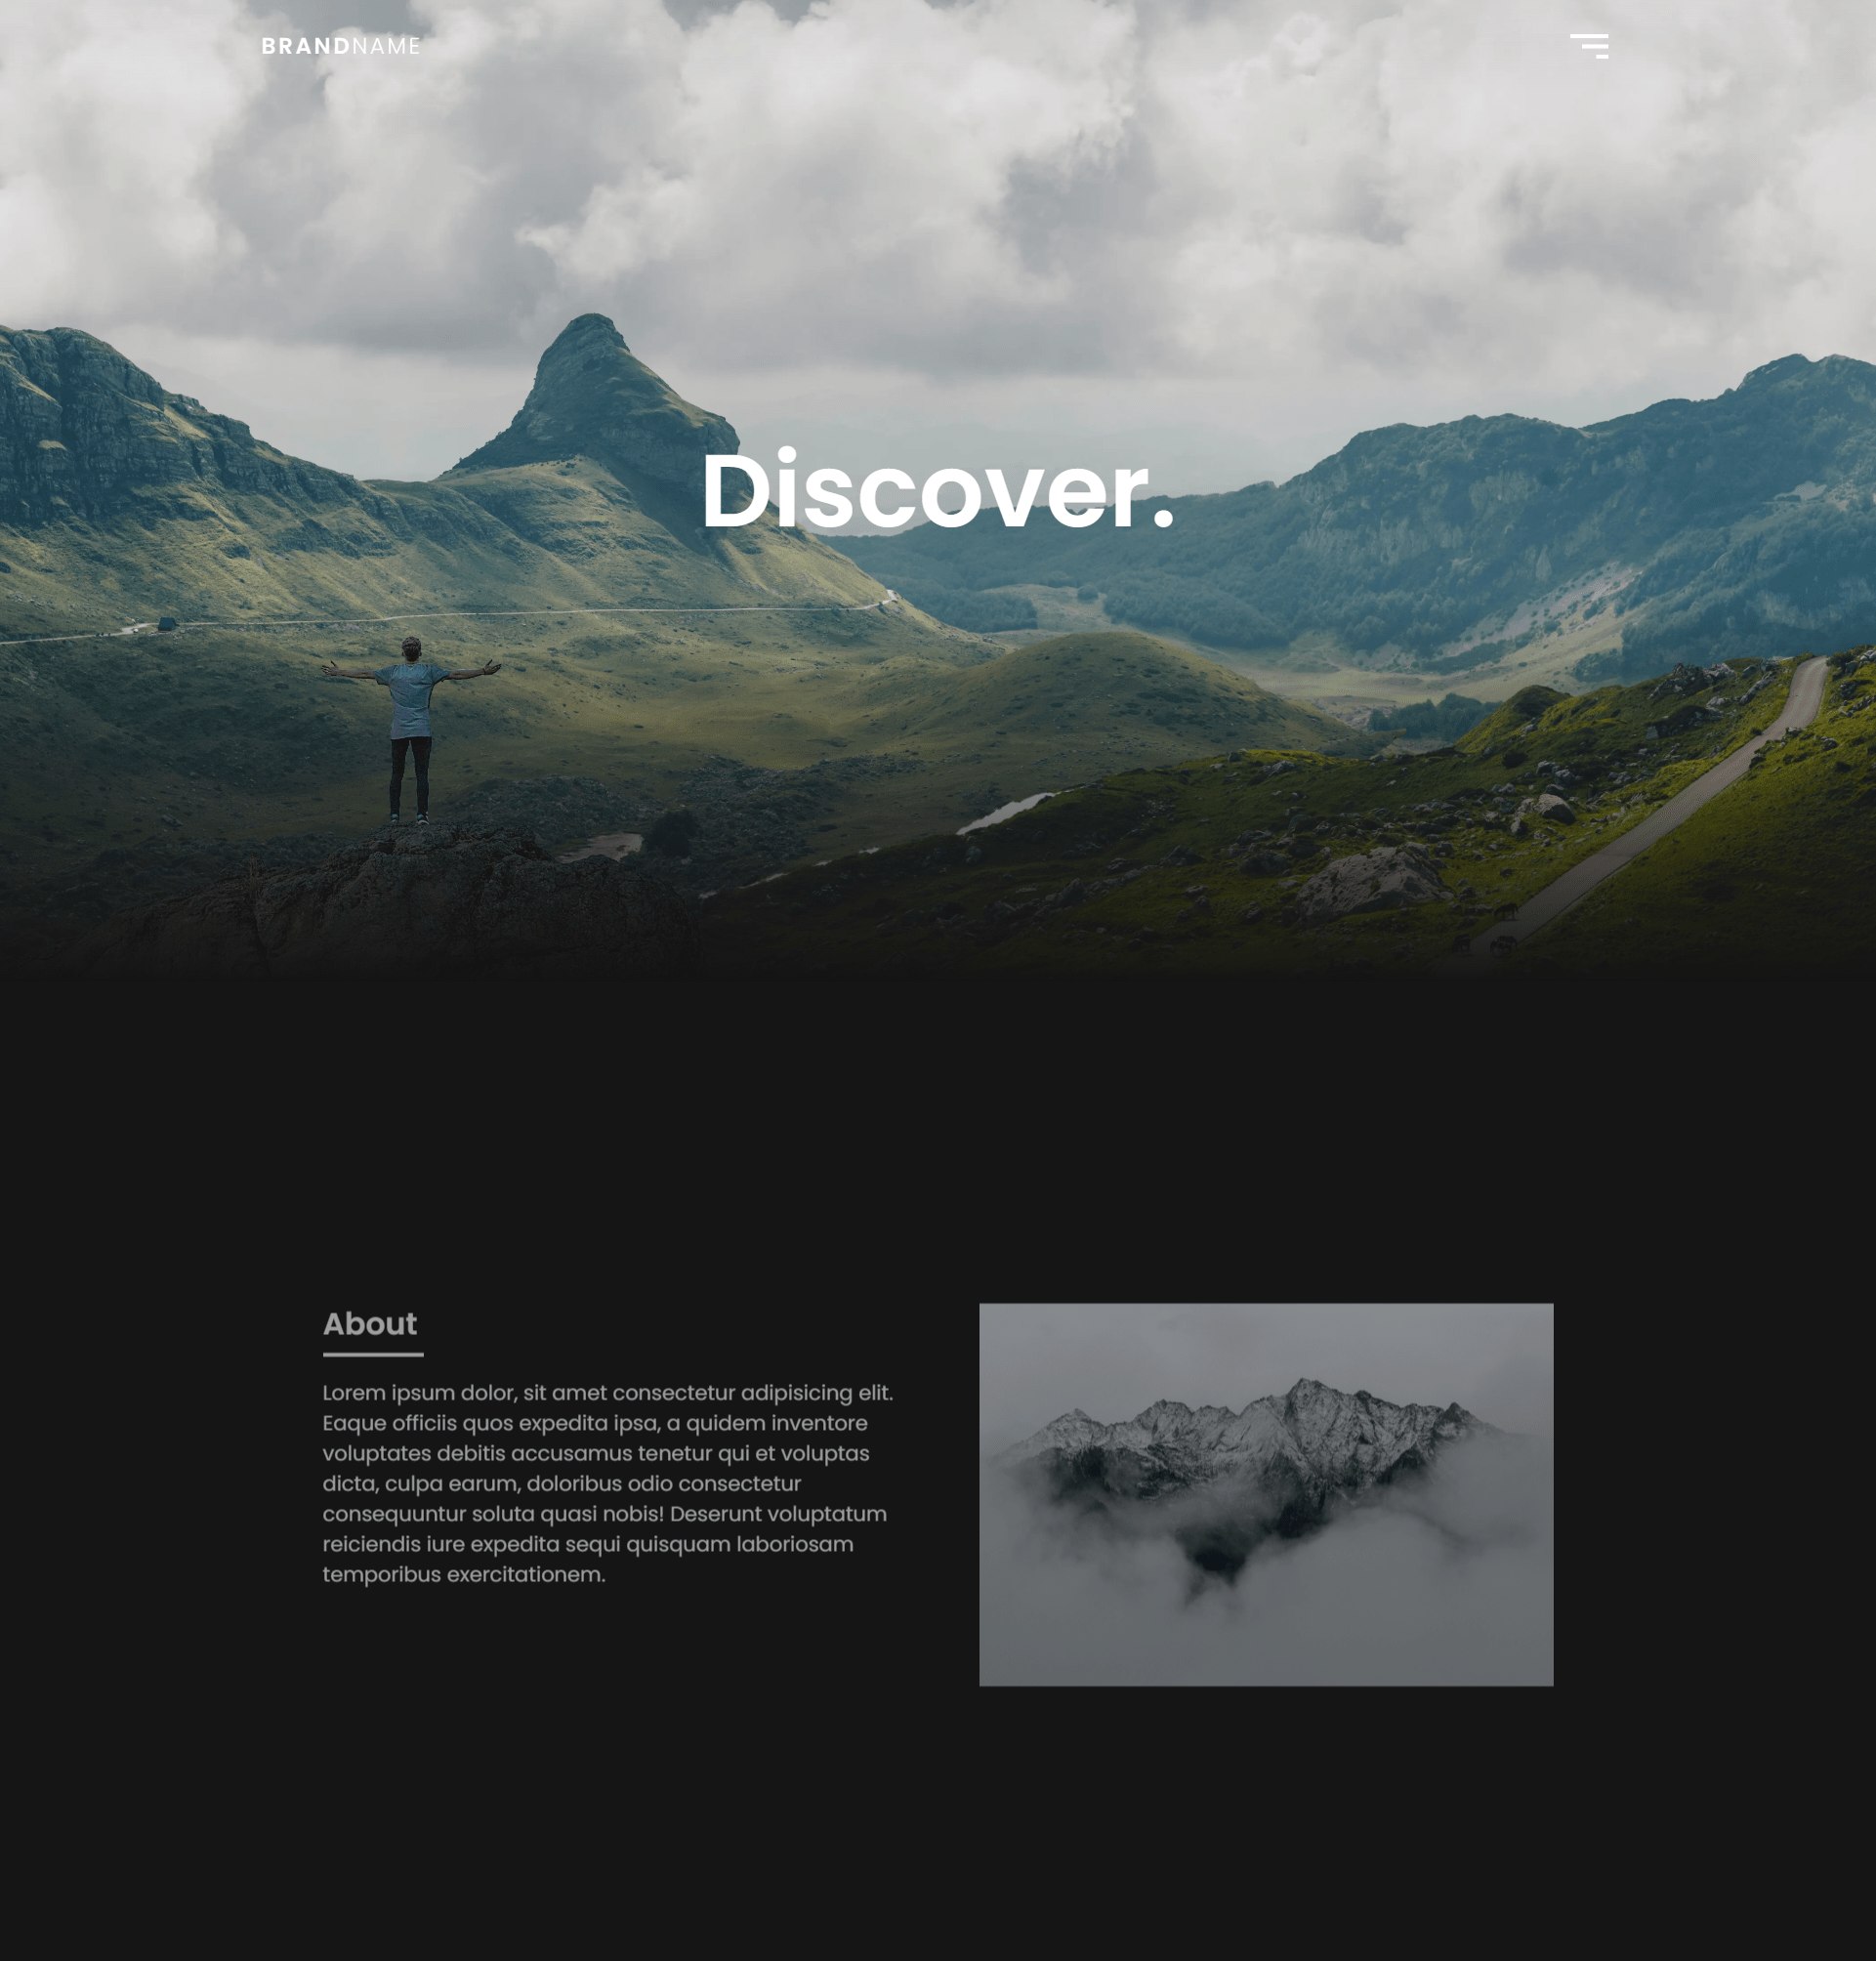 BRANDNAME
Discover.
About
Lorem ipsum dolor, sit amet consectetur adipisicing elit.
Eaque officiis quos expedita ipsa, a quidem inventore
voluptates debitis accusamus tenetur qui et voluptas
dicta, culpa earum, doloribus odio consectetur
consequuntur soluta quasi nobis! Deserunt voluptatum
reiciendis iure expedita sequi quisquam laboriosam
temporibus exercitationem.